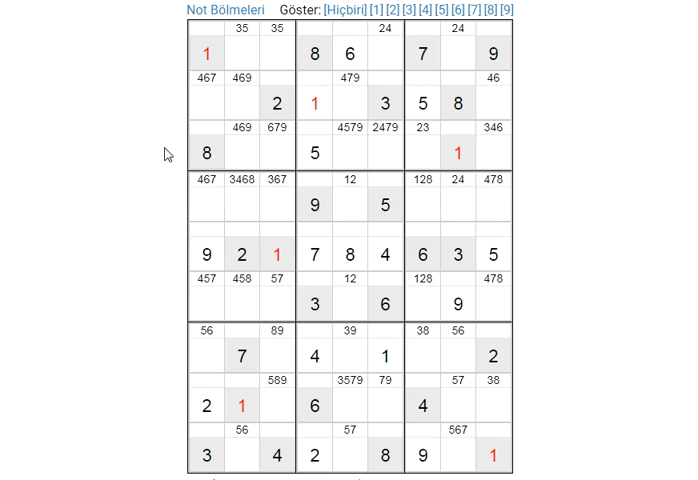 Not Bölmeleri Göster: [Hiçbiri] [1] [2] [3] [4] [5] [6] [7] [8] [9]
35 35 24 24
1 8 6 7 9
467 469 479 46
2 1 3 5 8
469 679 4579 2479 23 346
8 5 1
467 3468 367 12 128 24 478
9 5
9 2 1 7 8 4 6 3 5
457 458 57 12 128 478
3 6 9
56 89 39 38 56
7 4 1 2
589 3579 79 57 38
2 1 6 4
56 57 567
3 4 2 8 9 1